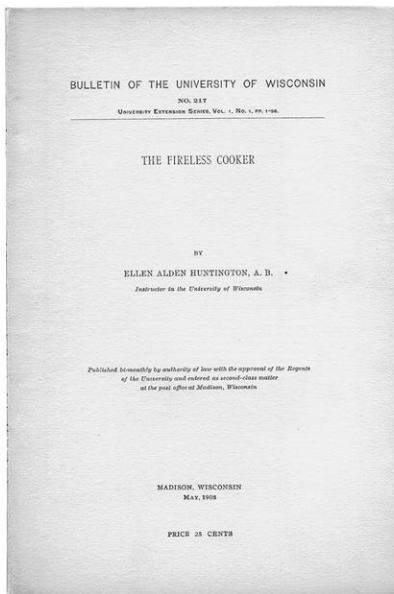 BULLETIN OF THE UNIVERSITY OF WISCONSIN
NO. 217
UNIVERSITY EXTENSION SERIES, VOL. 1, NO. 1, PP. 1-36.
THE FIRELESS COOKER
BY
ELLEN ALDEN HUNTINGTON, A. B.
Instructor in the University of Wisconsin
Published bi-monthly by authority of law with the approval of the Regents
of the University and entered as second-class matter
at the post office at Madison, Wisconsin
MADISON, WISCONSIN
MAY, 1908
PRICE 25 CENTS